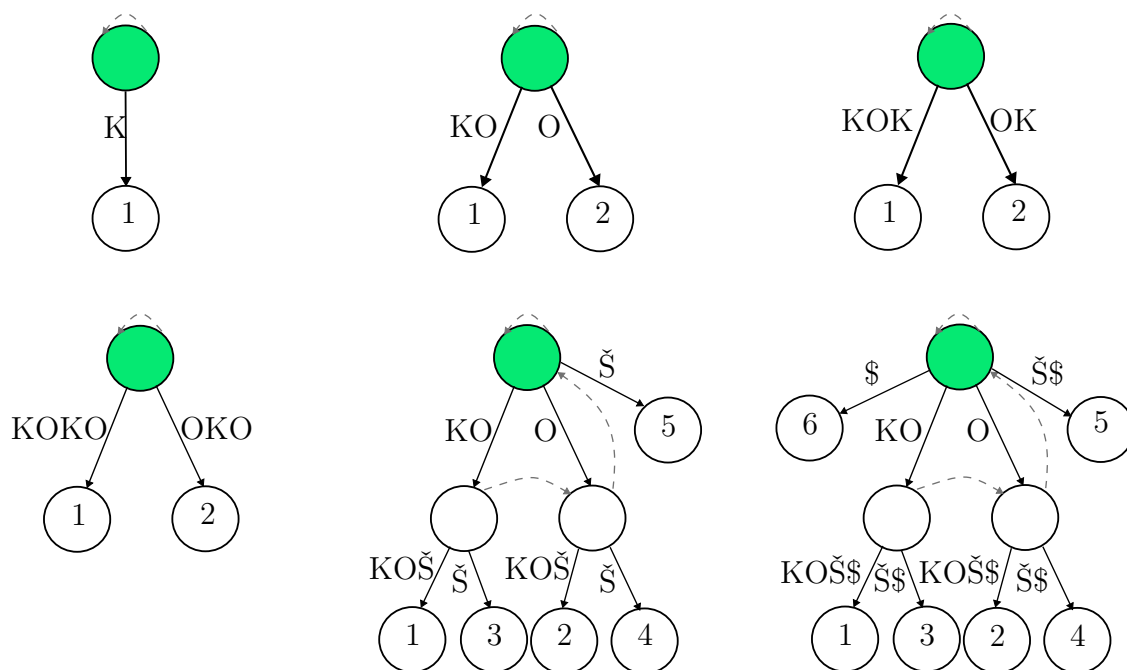 K
1
KO O
1 2
KOK OK
1 2
KOKO OKO
1 2
Š
KO O 5
KOŠ Š KOŠ Š
1 3 2 4
$ Š$
6 KO O 5
KOŠ$ Š$ KOŠ$ Š$
1 3 2 4